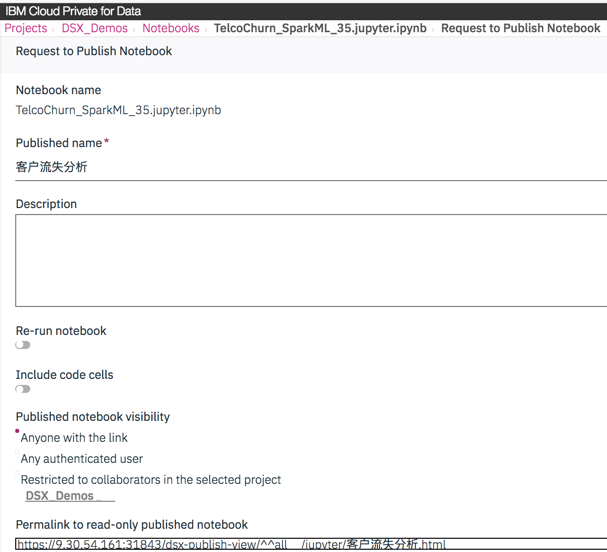 IBM Cloud Private for Data
Projects › DSX_Demos › Notebooks › TelcoChurn_SparkML_35.jupyter.ipynb › Request to Publish Notebook
Request to Publish Notebook
Notebook name
TelcoChurn_SparkML_35.jupyter.ipynb
Published name*
客户流失分析
Description
Re-run notebook
Include code cells
Published notebook visibility
Anyone with the link
Any authenticated user
Restricted to collaborators in the selected project
DSX_Demos
Permalink to read-only published notebook
https://9.30.54.161:31843/dsx-publish-view/^^all__/jupyter/客户流失分析.html